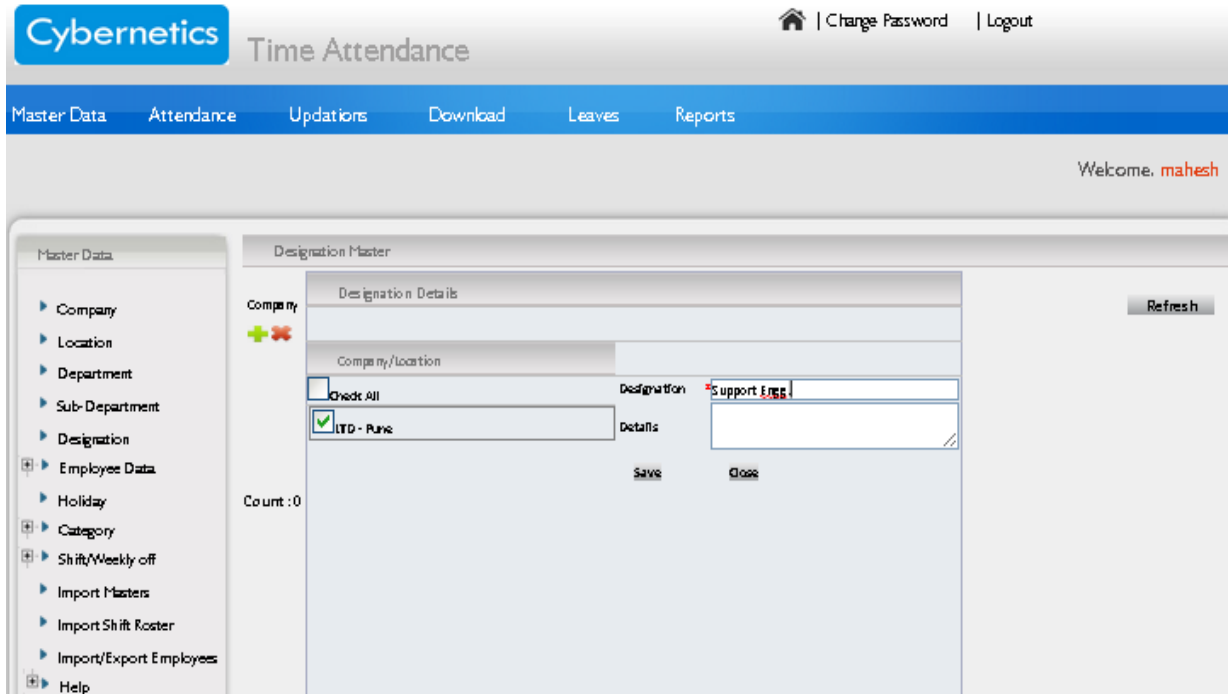 Cybernetics
Time Attendance
| Change Password | Logout
Master Data Attendance Updations Download Leaves Reports
Welcome, mahesh
Master Data
Company
Location
Department
Sub-Department
Designation
Employee Data
Holiday
Category
Shift/Weekly off
Import Masters
Import Shift Roster
Import/Export Employees
Help
Designation Master
Company
Count :0
Designation Details
Company/Location
Check All
LTD - Pune
Designation *Support Engg.
Details
Save Close
Refresh